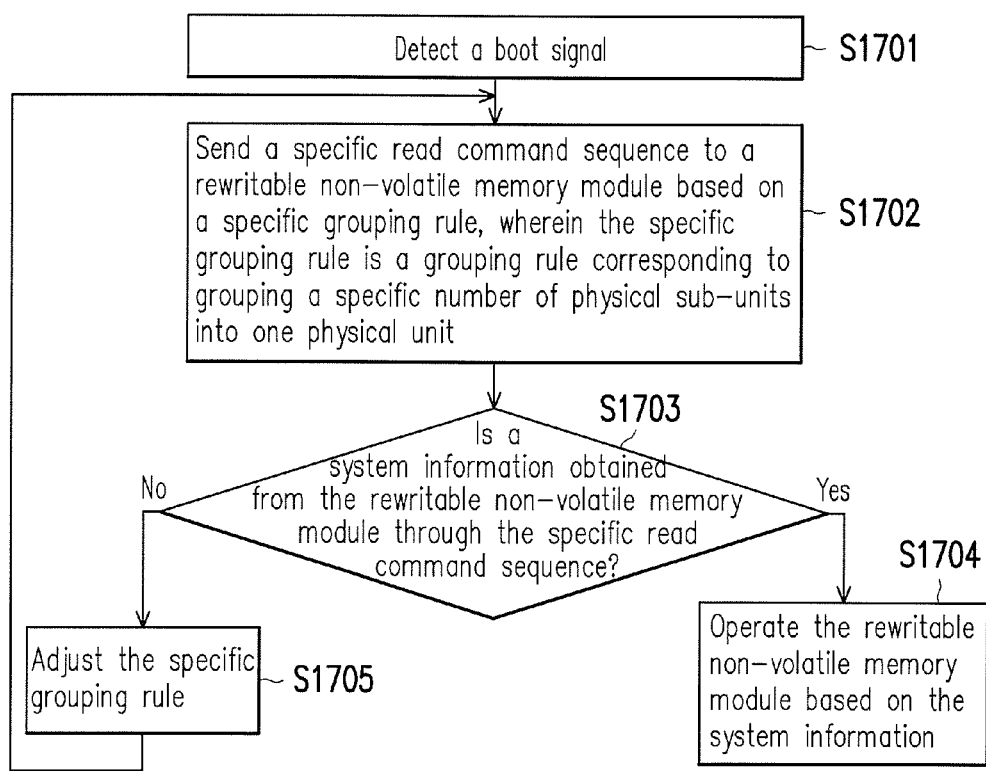 Detect a boot signal
S1701
Send a specific read command sequence to a
rewritable non-volatile memory module based on
a specific grouping rule, wherein the specific
grouping rule is a grouping rule corresponding to
grouping a specific number of physical sub-units
into one physical unit
S1702
S1703
Is a
system information obtained
from the rewritable non-volatile memory
module through the specific read
command sequence?
No
Yes
S1704
Operate the rewritable
non-volatile memory
module based on the
system information
Adjust the specific
grouping rule
S1705